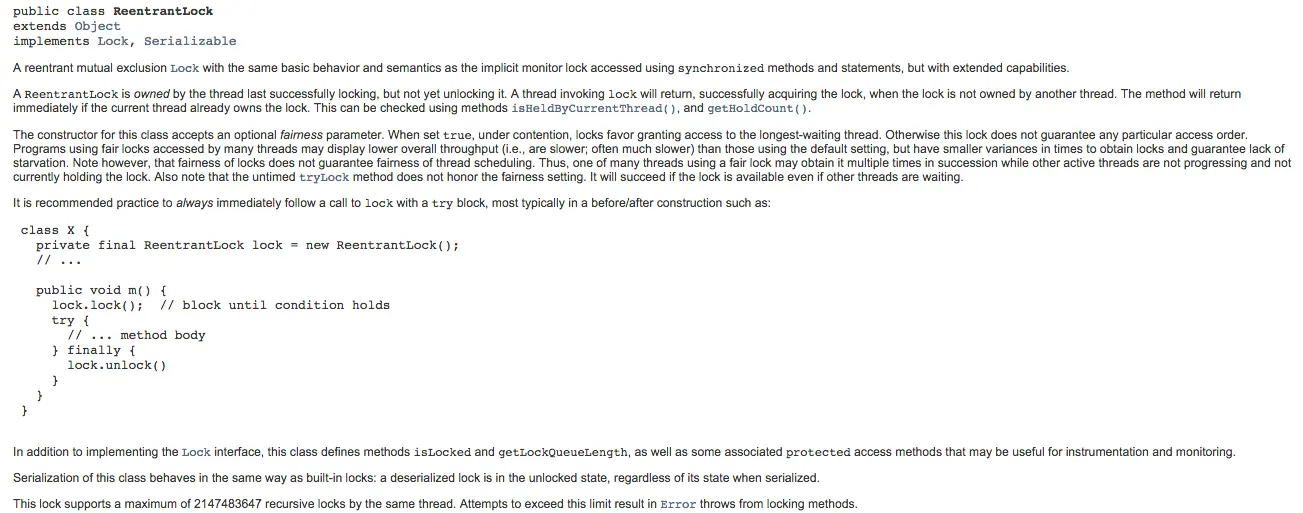 public class ReentrantLock
extends Object
implements Lock, Serializable
A reentrant mutual exclusion Lock with the same basic behavior and semantics as the implicit monitor lock accessed using synchronized methods and statements, but with extended capabilities.
A ReentrantLock is owned by the thread last successfully locking, but not yet unlocking it. A thread invoking lock will return, successfully acquiring the lock, when the lock is not owned by another thread. The method will return
immediately if the current thread already owns the lock. This can be checked using methods isHeldByCurrentThread(), and getHoldCount().
The constructor for this class accepts an optional fairness parameter. When set true, under contention, locks favor granting access to the longest-waiting thread. Otherwise this lock does not guarantee any particular access order.
Programs using fair locks accessed by many threads may display lower overall throughput (i.e., are slower; often much slower) than those using the default setting, but have smaller variances in times to obtain locks and guarantee lack of
starvation. Note however, that fairness of locks does not guarantee fairness of thread scheduling. Thus, one of many threads using a fair lock may obtain it multiple times in succession while other active threads are not progressing and not
currently holding the lock. Also note that the untimed tryLock method does not honor the fairness setting. It will succeed if the lock is available even if other threads are waiting.
It is recommended practice to always immediately follow a call to lock with a try block, most typically in a before/after construction such as:
class X {
private final ReentrantLock lock = new ReentrantLock();
// ...
public void m() {
lock.lock();  // block until condition holds
try {
// ... method body
} finally {
lock.unlock()
}
}
}
In addition to implementing the Lock interface, this class defines methods isLocked and getLockQueueLength, as well as some associated protected access methods that may be useful for instrumentation and monitoring.
Serialization of this class behaves in the same way as built-in locks: a deserialized lock is in the unlocked state, regardless of its state when serialized.
This lock supports a maximum of 2147483647 recursive locks by the same thread. Attempts to exceed this limit result in Error throws from locking methods.